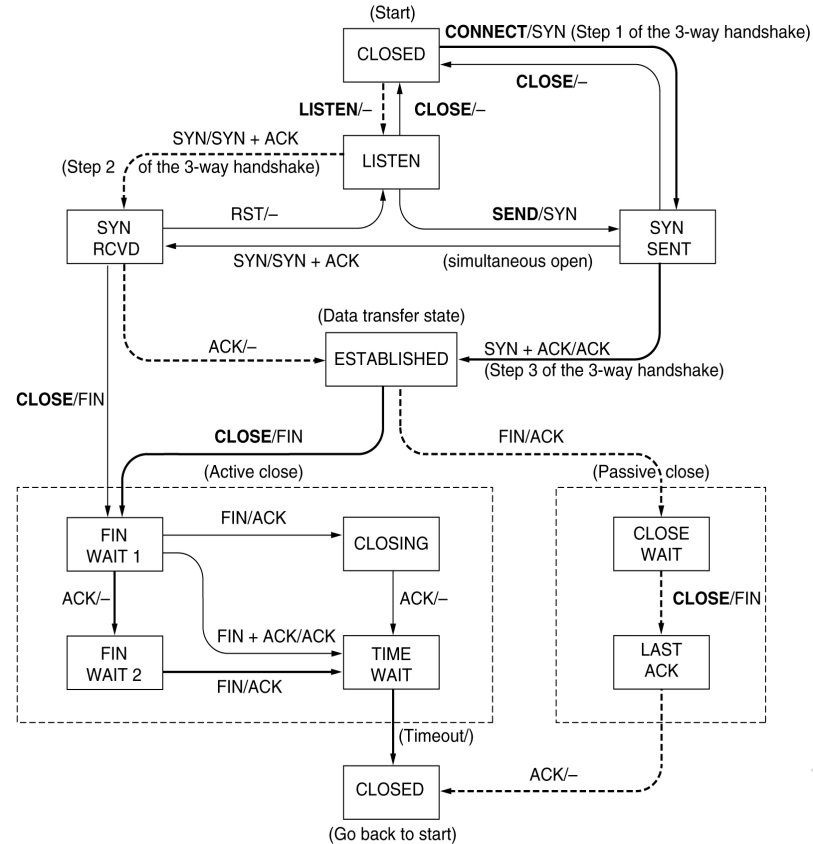 (Start)
CLOSED
CONNECT/SYN (Step 1 of the 3-way handshake)
CLOSE/–
LISTEN/–
CLOSE/–
SYN/SYN + ACK
(Step 2 of the 3-way handshake)
LISTEN
SYN
RCVD
RST/–
SEND/SYN
SYN
SENT
SYN/SYN + ACK
(simultaneous open)
(Data transfer state)
ACK/–
ESTABLISHED
SYN + ACK/ACK
(Step 3 of the 3-way handshake)
CLOSE/FIN
CLOSE/FIN
FIN/ACK
(Active close)
(Passive close)
FIN
WAIT 1
FIN/ACK
CLOSING
CLOSE
WAIT
ACK/–
ACK/–
CLOSE/FIN
FIN + ACK/ACK
FIN
WAIT 2
FIN/ACK
TIME
WAIT
LAST
ACK
(Timeout/)
CLOSED
ACK/–
(Go back to start)